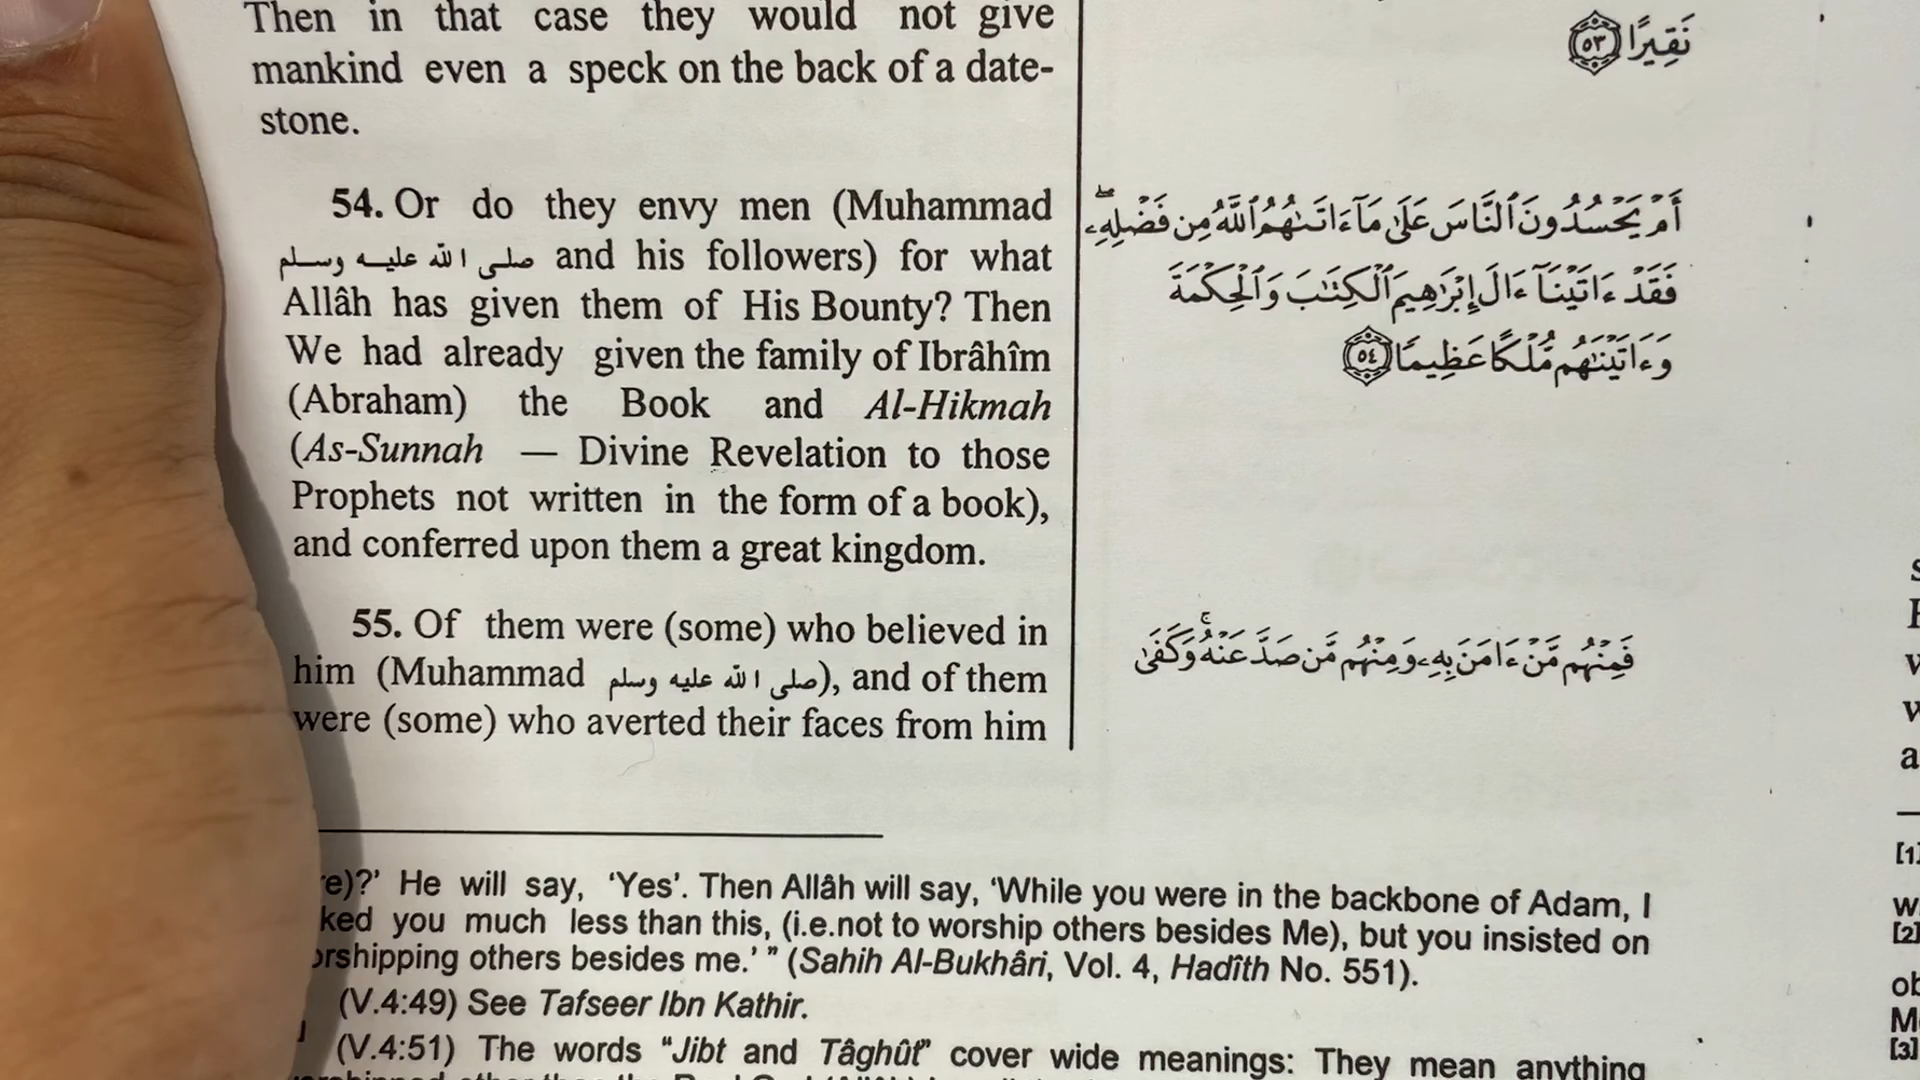 Then in that case they would not give
mankind even a speck on the back of a date-
stone.
نَقِيرًا ٥٣
54. Or do they envy men (Muhammad
صلى الله عليه وسلم and his followers) for what
Allâh has given them of His Bounty? Then
We had already given the family of Ibrâhîm
(Abraham) the Book and Al-Hikmah
(As-Sunnah — Divine Revelation to those
Prophets not written in the form of a book),
and conferred upon them a great kingdom.
أَمْ يَحْسُدُونَ ٱلنَّاسَ عَلَىٰ مَآ ءَاتَىٰهُمُ ٱللَّهُ مِن فَضْلِهِۦۖ
فَقَدْ ءَاتَيْنَآ ءَالَ إِبْرَٰهِيمَ ٱلْكِتَٰبَ وَٱلْحِكْمَةَ
وَءَاتَيْنَٰهُم مُّلْكًا عَظِيمًا ٥٤
55. Of them were (some) who believed in
him (Muhammad صلى الله عليه وسلم), and of them
were (some) who averted their faces from him
فَمِنْهُم مَّنْ ءَامَنَ بِهِۦ وَمِنْهُم مَّن صَدَّ عَنْهُۚ وَكَفَىٰ
e)?’ He will say, ‘Yes’. Then Allâh will say, ‘While you were in the backbone of Adam, I
ked you much less than this, (i.e.not to worship others besides Me), but you insisted on
orshipping others besides me.’ ” (Sahih Al-Bukhâri, Vol. 4, Hadîth No. 551).
(V.4:49) See Tafseer Ibn Kathir.
(V.4:51) The words “Jibt and Tâghût” cover wide meanings: They mean anything
[1]
[2]
[3]